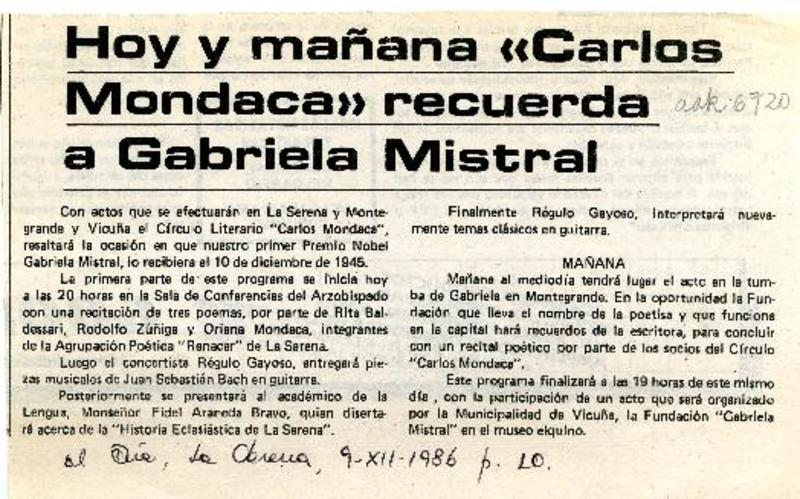 Hoy y mañana «Carlos
Mondaca» recuerda
a Gabriela Mistral
Con actos que se efectuarán en La Serena y Monte-
grande y Vicuña el Círculo Literario "Carlos Mondaca",
resaltará la ocasión en que nuestro primer Premio Nobel
Gabriela Mistral, lo recibiera el 10 de diciembre de 1945.
La primera parte de este programa se inicia hoy
a las 20 horas en la Sala de Conferencias del Arzobispado
con una recitación de tres poemas, por parte de Rita Bal-
dessari, Rodolfo Zúñiga y Oriana Mondaca, integrantes
de la Agrupación Poética "Renacer" de La Serena.
Luego el concertista Régulo Gayoso, entregará pie-
zas musicales de Juan Sebastián Bach en guitarra.
Posteriormente se presentará al académico de la
Lengua, Monseñor Fidel Araneda Bravo, quien diserta-
rá acerca de la "Historia Eclesiástica de La Serena".
Finalmente Régulo Gayoso, interpretará nueva-
mente temas clásicos en guitarra.
MAÑANA
Mañana al mediodía tendrá lugar el acto en la tum-
ba de Gabriela en Montegrande. En la oportunidad la Fun-
dación que lleva el nombre de la poetisa y que funciona
en la capital hará recuerdos de la escritora, para concluir
con un recital poético por parte de los socios del Círculo
"Carlos Mondaca".
Este programa finalizará a las 19 horas de este mismo
día , con la participación de un acto que será organizado
por la Municipalidad de Vicuña, la Fundación "Gabriela
Mistral" en el museo elquino.
el Día, La Serena, 9-XII-1986 p. 10.